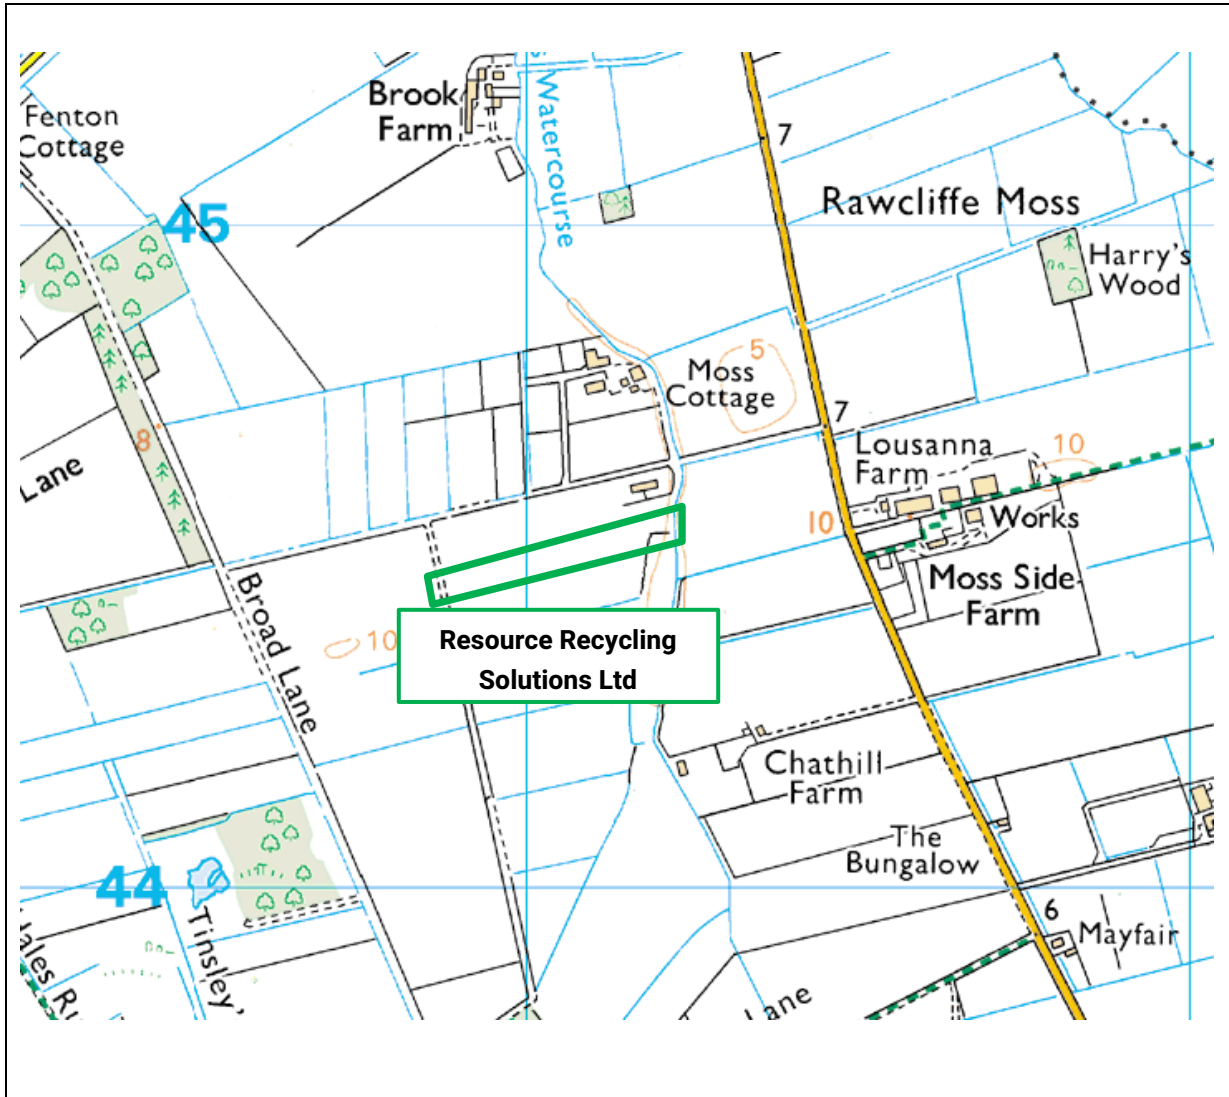 Fenton
Cottage
Brook
Farm
s Watercourse
7
Rawcliffe Moss
45
Harry's
Wood
5
Moss
Cottage
7
8
Lane
Lousanna
Farm
10
10
Works
Moss Side
Farm
Broad Lane
10
Resource Recycling
Solutions Ltd
Chathill
Farm
The
Bungalow
44
Tinsley'
6
Mayfair
Lane